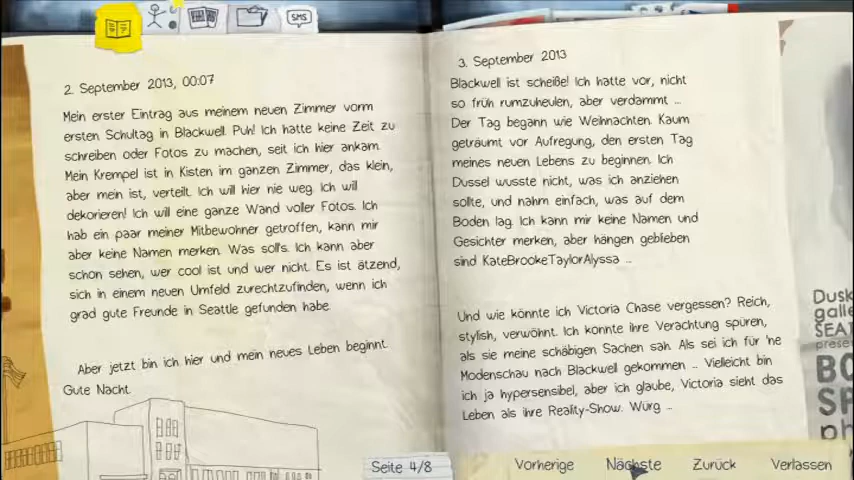 SMS
2. September 2013, 00:07
Mein erster Eintrag aus meinem neuen Zimmer vorm
ersten Schultag in Blackwell. Puh! Ich hatte keine Zeit zu
schreiben oder Fotos zu machen, seit ich hier ankam.
Mein Krempel ist in Kisten im ganzen Zimmer, das klein,
aber mein ist, verteilt. Ich will hier nie weg. Ich will
dekorieren! Ich will eine ganze Wand voller Fotos. Ich
hab ein paar meiner Mitbewohner getroffen, kann mir
aber keine Namen merken. Was soll's. Ich kann aber
schon sehen, wer cool ist und wer nicht. Es ist ätzend,
sich in einem neuen Umfeld zurechtzufinden, wenn ich
grad gute Freunde in Seattle gefunden habe.
Aber jetzt bin ich hier und mein neues Leben beginnt.
Gute Nacht.
3. September 2013
Blackwell ist scheiße! Ich hatte vor, nicht
so früh rumzuheulen, aber verdammt ...
Der Tag begann wie Weihnachten. Kaum
geträumt vor Aufregung, den ersten Tag
meines neuen Lebens zu beginnen. Ich
Dussel wusste nicht, was ich anziehen
sollte, und nahm einfach, was auf dem
Boden lag. Ich kann mir keine Namen und
Gesichter merken, aber hängen geblieben
sind KateBrookeTaylorAlyssa ...
Und wie könnte ich Victoria Chase vergessen? Reich,
stylish, verwöhnt. Ich konnte ihre Verachtung spüren,
als sie meine schäbigen Sachen sah. Als sei ich für 'ne
Modenschau nach Blackwell gekommen ... Vielleicht bin
ich ja hypersensibel, aber ich glaube, Victoria sieht das
Leben als ihre Reality-Show. Würg ...
Seite 4/8
Vorherige
Nächste
Zurück
Verlassen